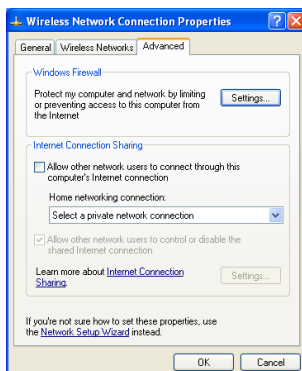 Wireless Network Connection Properties
General
Wireless Networks
Advanced
Windows Firewall
Protect my computer and network by limiting
or preventing access to this computer from
the Internet
Settings...
Internet Connection Sharing
Allow other network users to connect through this
computer's Internet connection
Home networking connection:
Select a private network connection
Allow other network users to control or disable the
shared Internet connection
Learn more about Internet Connection
Sharing.
Settings...
If you're not sure how to set these properties, use
the Network Setup Wizard instead.
OK
Cancel